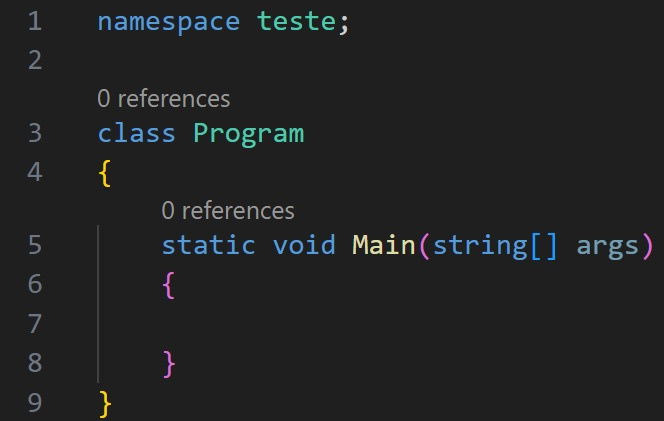 1 namespace teste;
2
0 references
3 class Program
4 {
0 references
5 static void Main(string[] args)
6 {
7
8 }
9 }